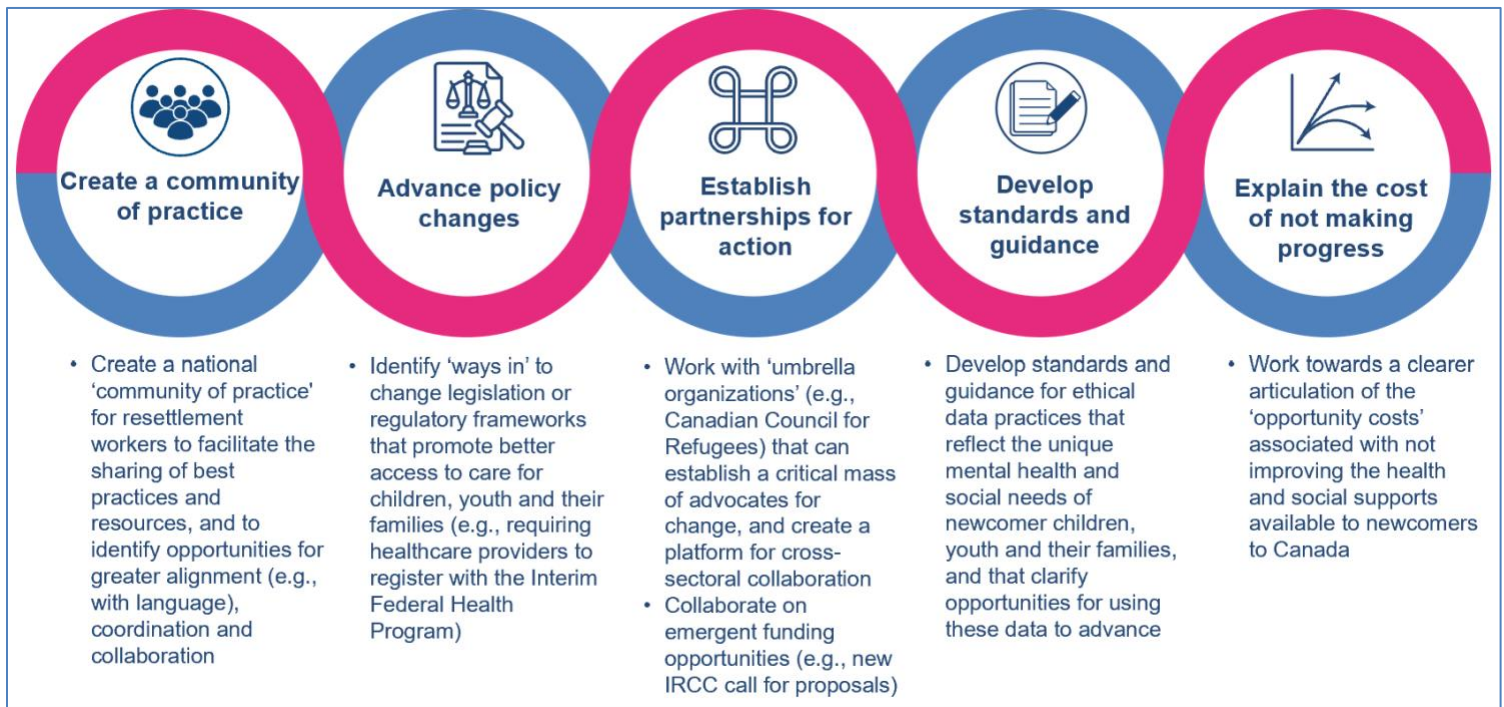 Create a community
of practice
Advance policy
changes
Establish
partnerships for
action
Develop
standards and
guidance
Explain the cost
of not making
progress
• Create a national
‘community of practice’
for resettlement
workers to facilitate the
sharing of best
practices and
resources, and to
identify opportunities for
greater alignment (e.g.,
with language),
coordination and
collaboration
• Identify ‘ways in’ to
change legislation or
regulatory frameworks
that promote better
access to care for
children, youth and their
families (e.g., requiring
healthcare providers to
register with the Interim
Federal Health
Program)
• Work with ‘umbrella
organizations’ (e.g.,
Canadian Council for
Refugees) that can
establish a critical mass
of advocates for
change, and create a
platform for cross-
sectoral collaboration
• Collaborate on
emergent funding
opportunities (e.g., new
IRCC call for proposals)
• Develop standards and
guidance for ethical
data practices that
reflect the unique
mental health and
social needs of
newcomer children,
youth and their families,
and that clarify
opportunities for using
these data to advance
• Work towards a clearer
articulation of the
‘opportunity costs’
associated with not
improving the health
and social supports
available to newcomers
to Canada